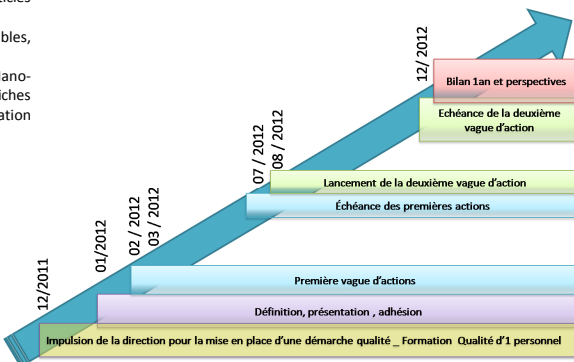 ticles
bles,
lano-
iches
ation
12/2012
Bilan 1an et perspectives
Echéance de la deuxième
vague d'action
07 / 2012
08 / 2012
Lancement de la deuxième vague d'action
Échéance des premières actions
02 / 2012
03 / 2012
01/2012
Première vague d'actions
12/2011
Définition, présentation , adhésion
Impulsion de la direction pour la mise en place d'une démarche qualité _ Formation Qualité d'1 personnel